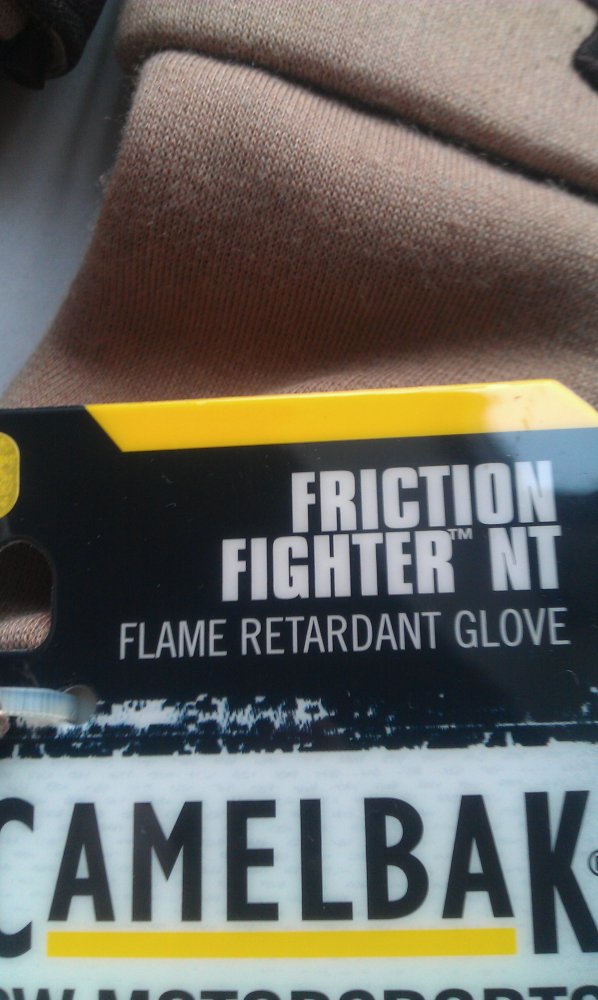 FRICTION
FIGHTER™ NT
FLAME RETARDANT GLOVE
CAMELBAK®